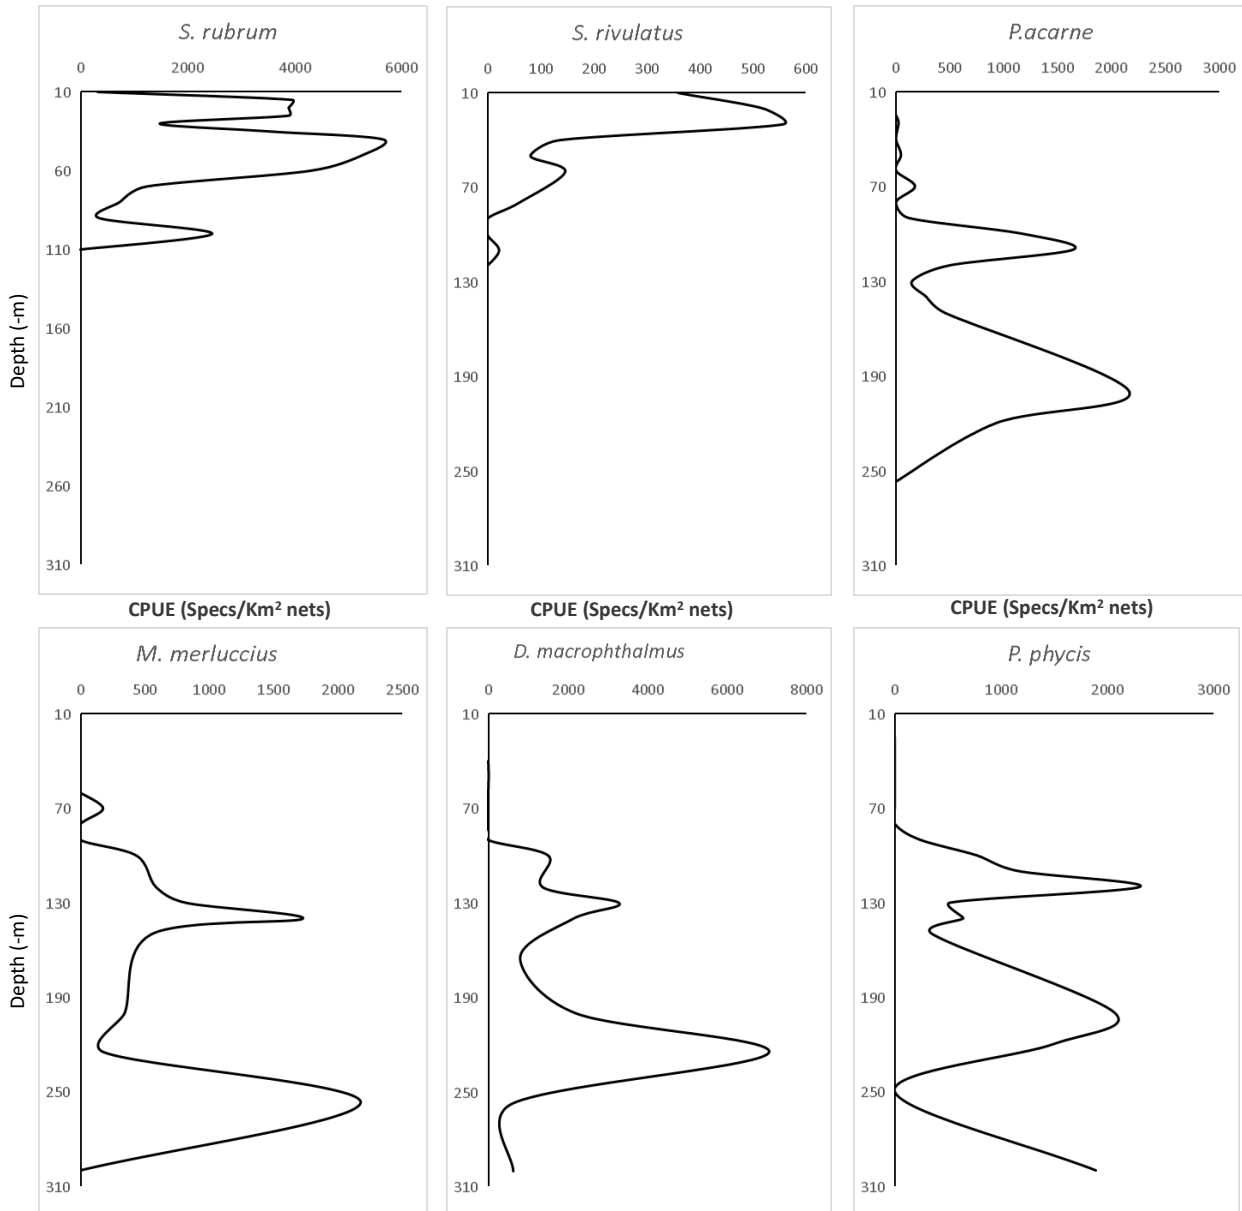 S. rubrum
0 2000 4000 6000
10
60
110
160
210
260
310
Depth (-m)
S. rivulatus
0 100 200 300 400 500 600
10
70
130
190
250
310
P.acarne
0 500 1000 1500 2000 2500 3000
10
70
130
190
250
310
CPUE (Specs/Km² nets)
CPUE (Specs/Km² nets)
CPUE (Specs/Km² nets)
M. merluccius
0 500 1000 1500 2000 2500
10
70
130
190
250
310
Depth (-m)
D. macrophthalmus
0 2000 4000 6000 8000
10
70
130
190
250
310
P. phycis
0 1000 2000 3000
10
70
130
190
250
310